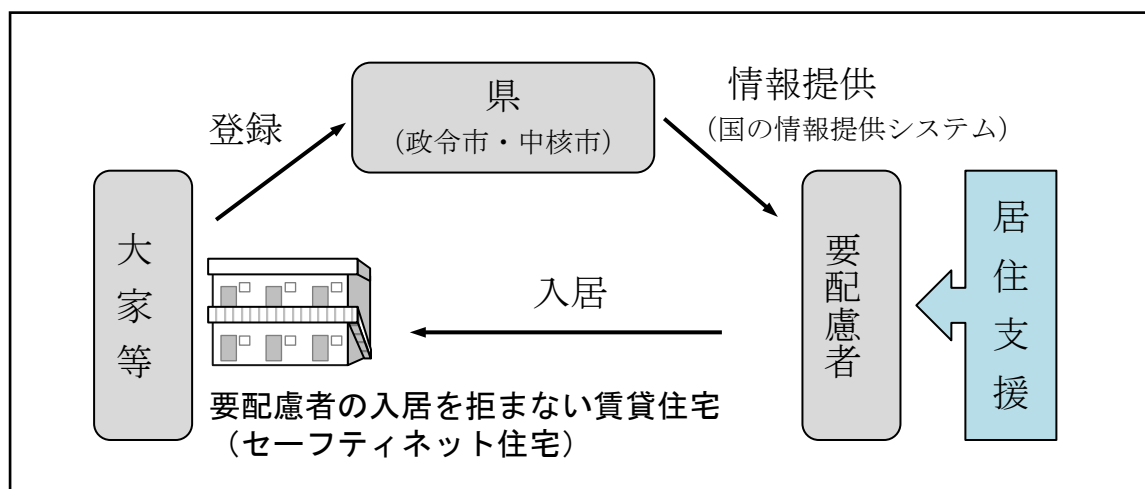 県
（政令市・中核市）
登録
情報提供
（国の情報提供システム）
大家等
入居
要配慮者
居住支援
要配慮者の入居を拒まない賃貸住宅
（セーフティネット住宅）